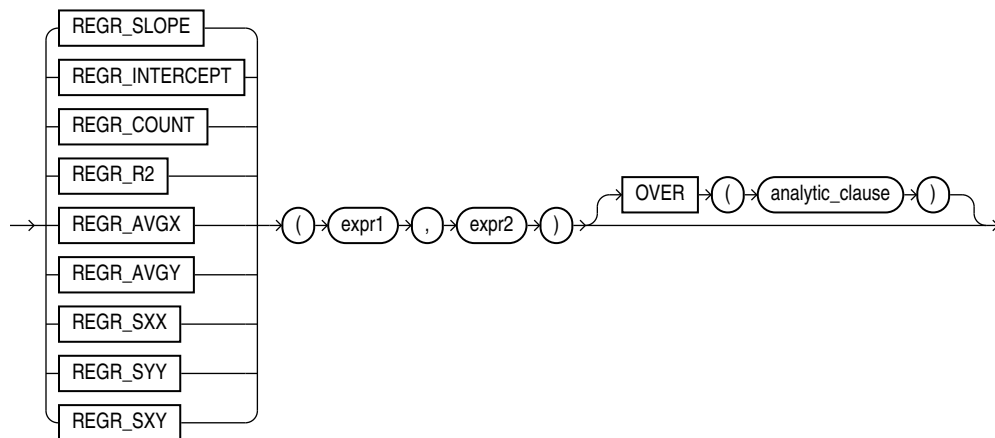 REGR_SLOPE
REGR_INTERCEPT
REGR_COUNT
REGR_R2
OVER ( analytic_clause )
REGR_AVGX ( expr1 , expr2 )
REGR_AVGY
REGR_SXX
REGR_SYY
REGR_SXY